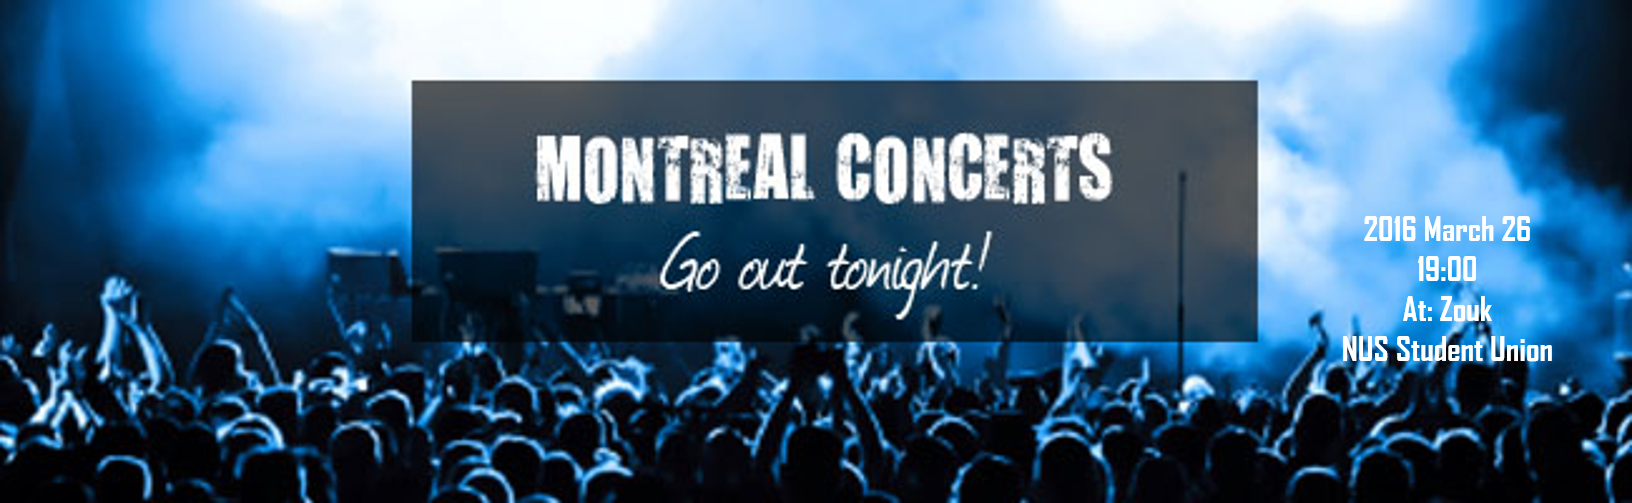 MONTREAL CONCERTS
Go out tonight!
2016 March 26
19:00
At: Zouk
NUS Student Union